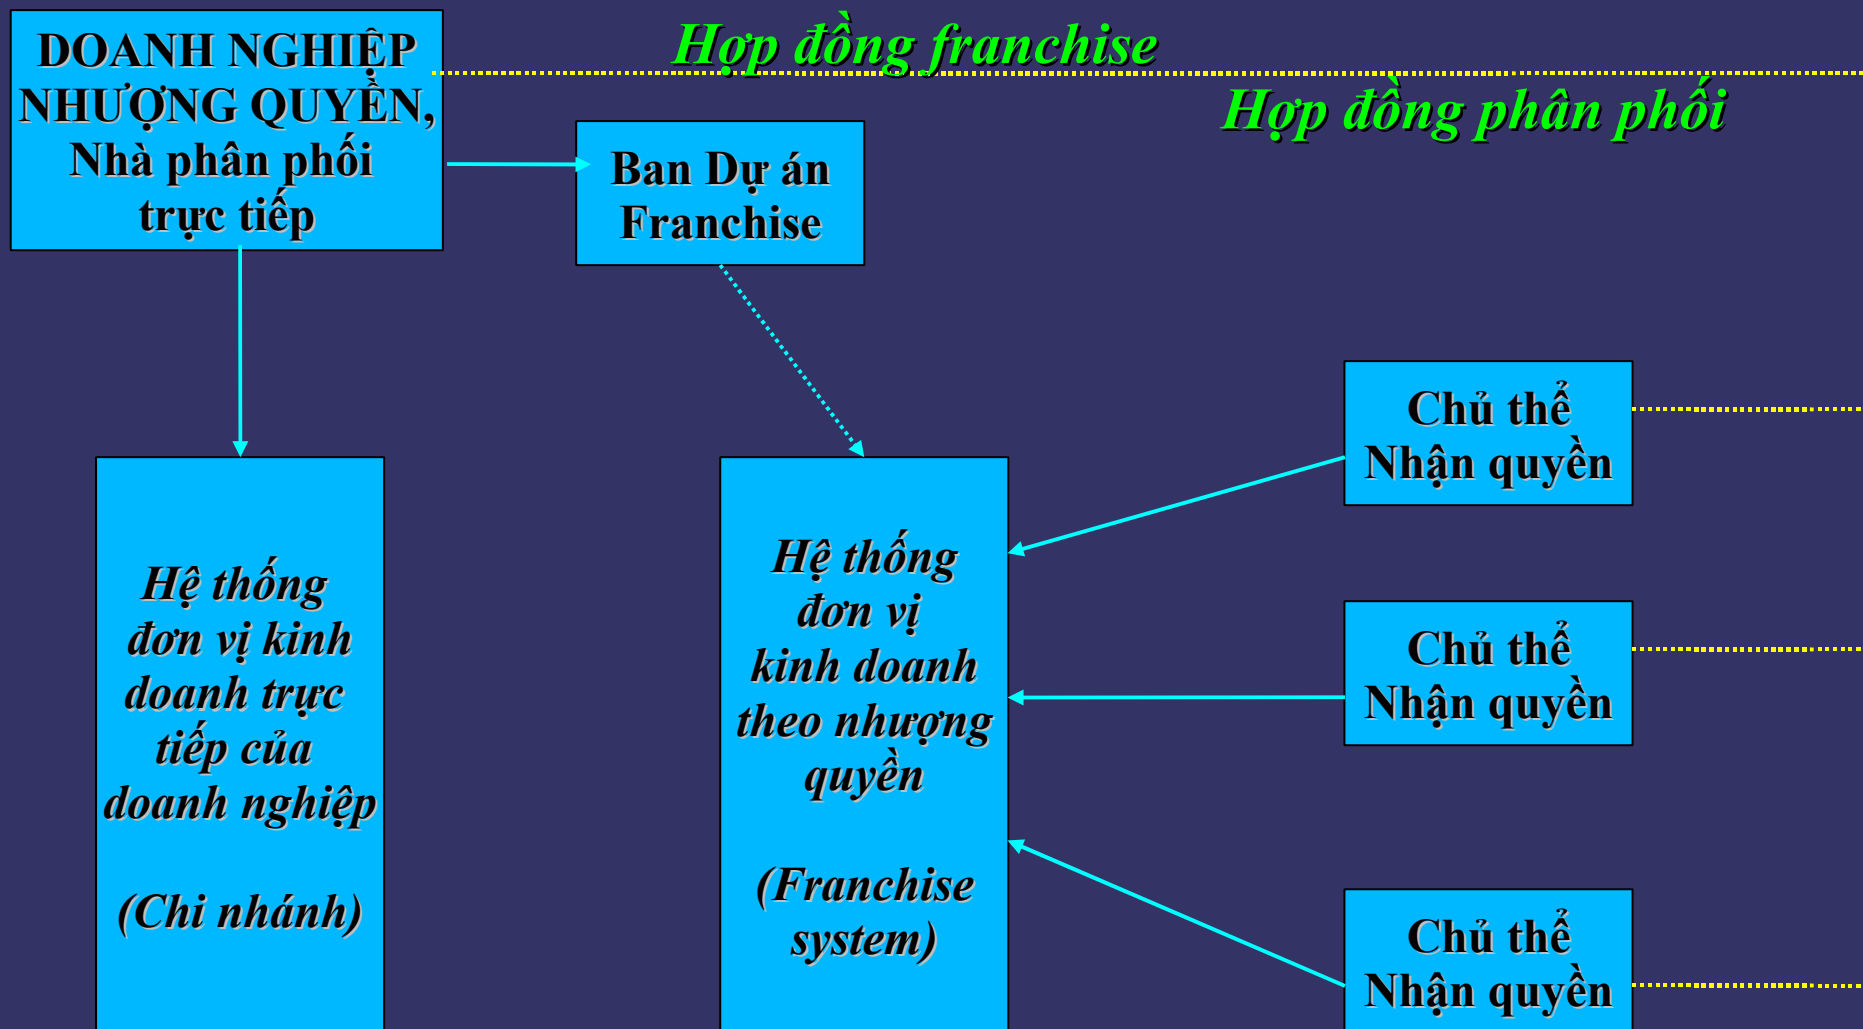 DOANH NGHIỆP
NHƯỢNG QUYỀN,
Nhà phân phối
trực tiếp
Hợp đồng franchise
Hợp đồng phân phối
Ban Dự án
Franchise
Hệ thống
đơn vị kinh
doanh trực
tiếp của
doanh nghiệp
(Chi nhánh)
Hệ thống
đơn vị
kinh doanh
theo nhượng
quyền
(Franchise
system)
Chủ thể
Nhận quyền
Chủ thể
Nhận quyền
Chủ thể
Nhận quyền